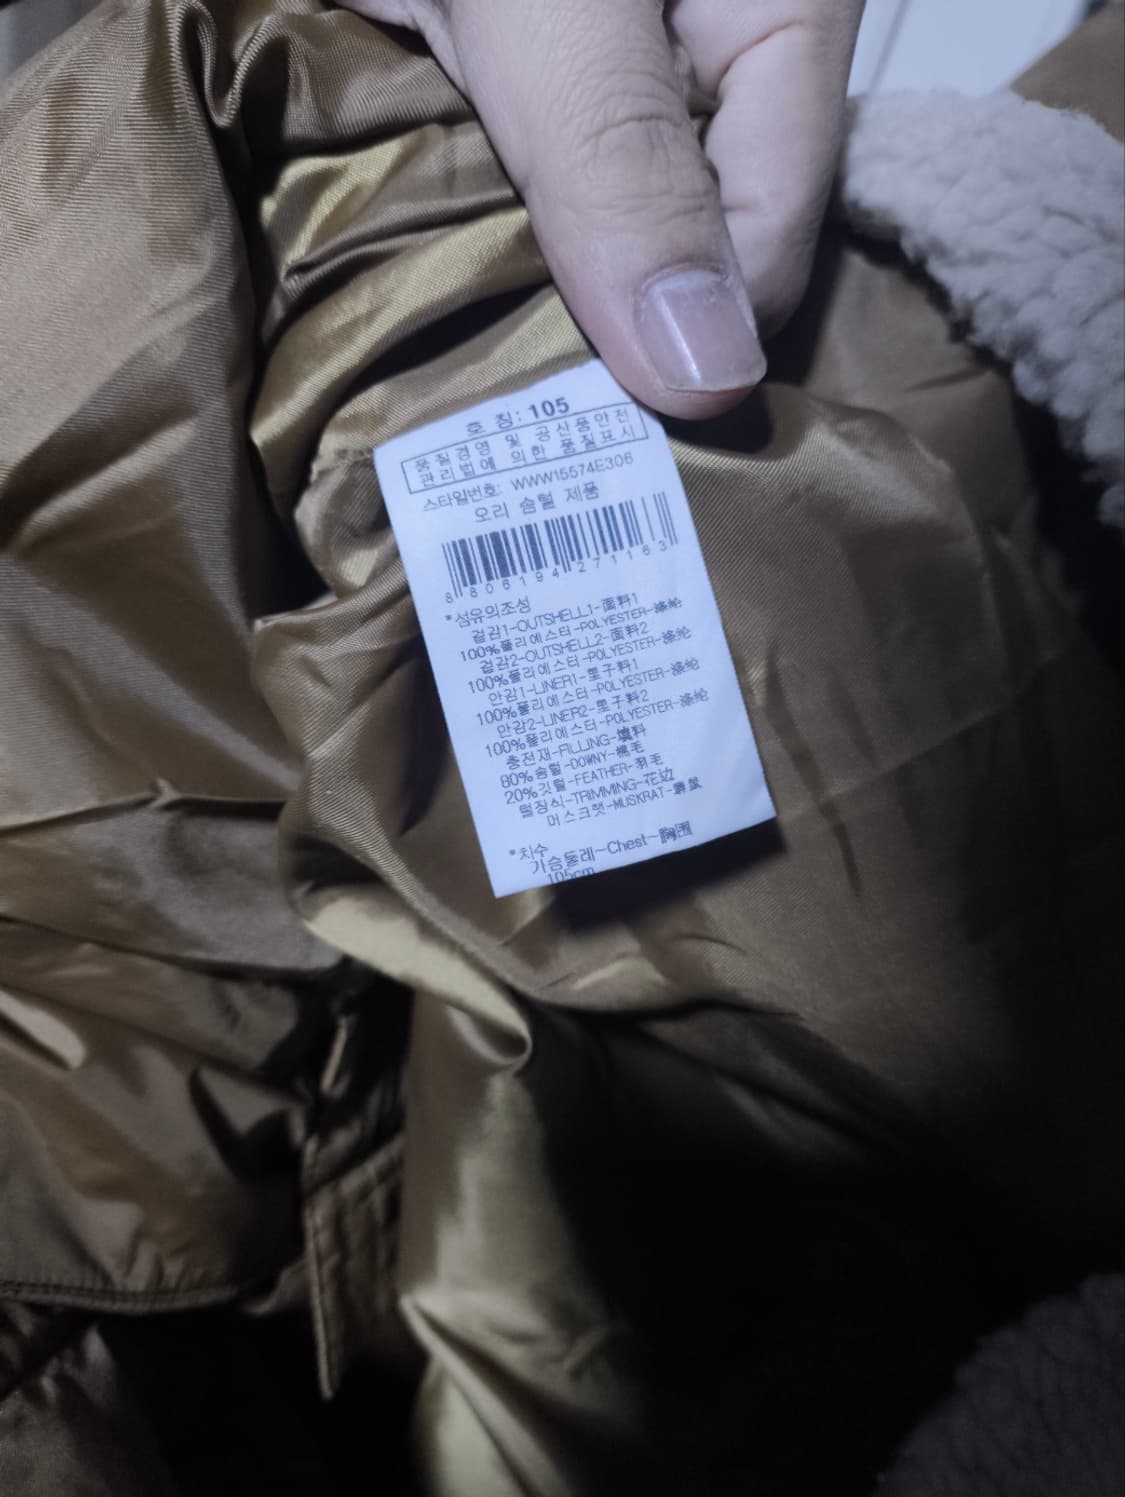 호 칭: 105
품질경영 및 공산품안전
관리법에 의한 품질표시
스타일번호: WWW15574E306
오리 솜털 제품
8 806194 271163
*섬유의조성
겉감1-OUTSHELL1-面料1
100%폴리에스터-POLYESTER-涤纶
겉감2-OUTSHELL2-面料2
100%폴리에스터-POLYESTER-涤纶
안감1-LINER1-里子料1
100%폴리에스터-POLYESTER-涤纶
안감2-LINER2-里子料2
100%폴리에스터-POLYESTER-涤纶
충전재-FILLING-填料
80%솜털-DOWNY-棉毛
20%깃털-FEATHER-羽毛
털장식-TRIMMING-花边
머스크랫-MUSKRAT-麝鼠
*치수
가슴둘레~Chest~胸围
105cm